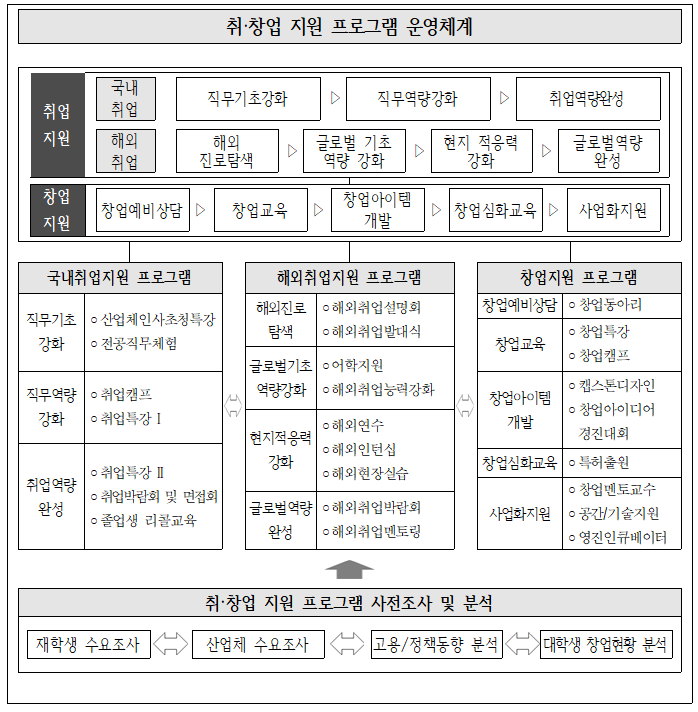 취·창업 지원 프로그램 운영체계
취업
지원
국내
취업
직무기초강화
직무역량강화
취업역량완성
해외
취업
해외
진로탐색
글로벌 기초
역량 강화
현지 적응력
강화
글로벌역량
완성
창업
지원
창업예비상담
창업교육
창업아이템
개발
창업심화교육
사업화지원
국내취업지원 프로그램
직무기초
강화
○ 산업체인사초청특강
○ 전공직무체험
직무역량
강화
○ 취업캠프
○ 취업특강 Ⅰ
취업역량
완성
○ 취업특강 Ⅱ
○ 취업박람회 및 면접회
○ 졸업생 리콜교육
해외취업지원 프로그램
해외진로
탐색
○ 해외취업설명회
○ 해외취업발대식
글로벌기초
역량강화
○ 어학지원
○ 해외취업능력강화
현지적응력
강화
○ 해외연수
○ 해외인턴십
○ 해외현장실습
글로벌역량
완성
○ 해외취업박람회
○ 해외취업멘토링
창업지원 프로그램
창업예비상담
○ 창업동아리
창업교육
○ 창업특강
○ 창업캠프
창업아이템
개발
○ 캡스톤디자인
○ 창업아이디어
경진대회
창업심화교육
○ 특허출원
사업화지원
○ 창업멘토교수
○ 공간/기술지원
○ 영진인큐베이터
취·창업 지원 프로그램 사전조사 및 분석
재학생 수요조사
산업체 수요조사
고용/정책동향 분석
대학생 창업현황 분석